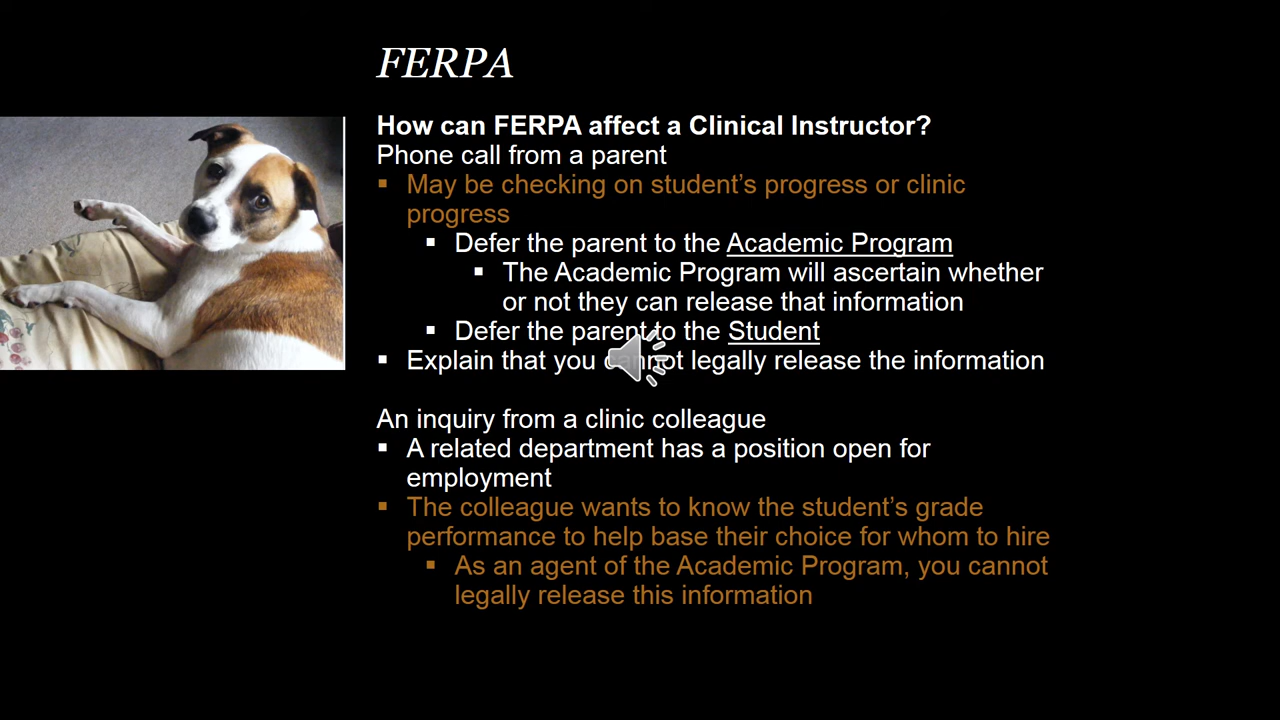 FERPA
How can FERPA affect a Clinical Instructor?
Phone call from a parent
▪ May be checking on student’s progress or clinic
progress
▪ Defer the parent to the Academic Program
▪ The Academic Program will ascertain whether
or not they can release that information
▪ Defer the parent to the Student
▪ Explain that you cannot legally release the information
An inquiry from a clinic colleague
▪ A related department has a position open for
employment
▪ The colleague wants to know the student’s grade
performance to help base their choice for whom to hire
▪ As an agent of the Academic Program, you cannot
legally release this information